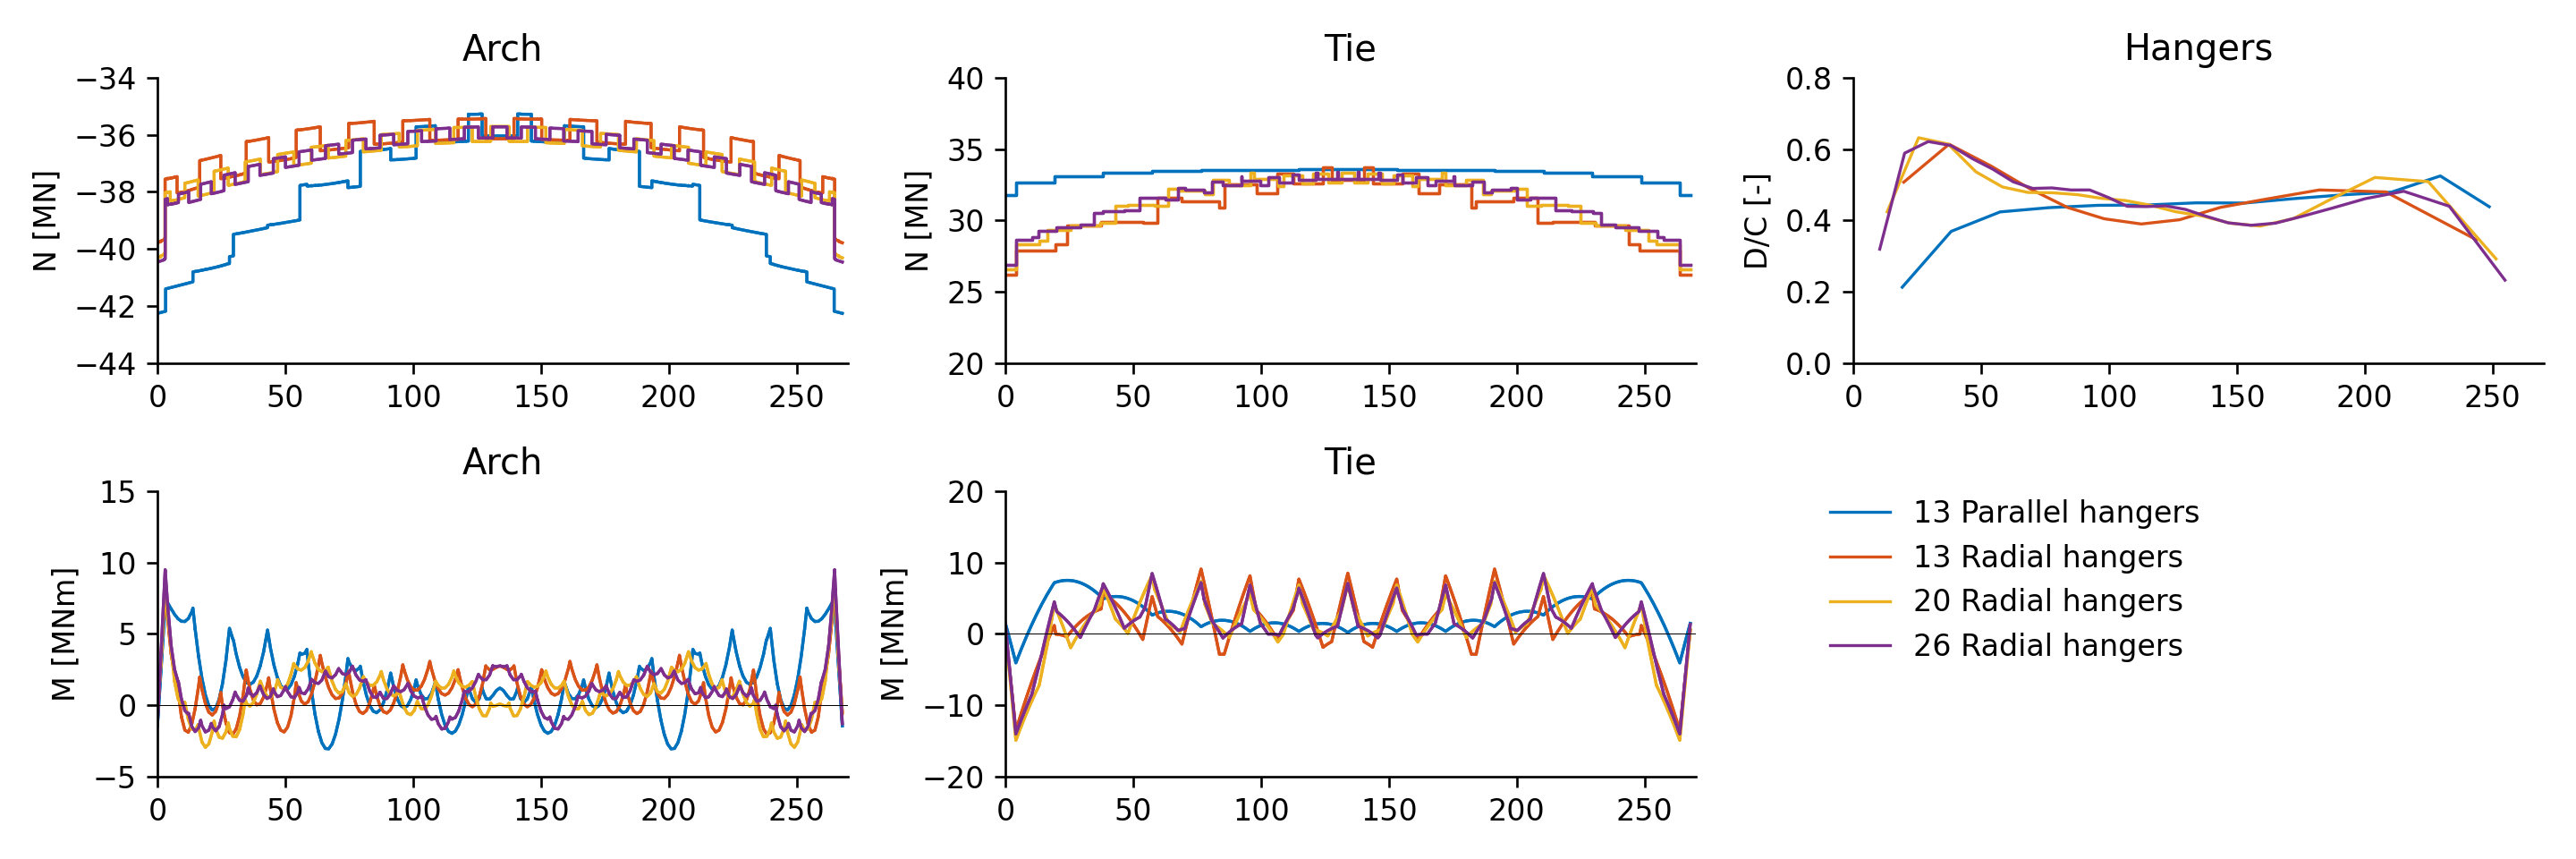 Arch
N [MN]
−34
−36
−38
−40
−42
−44
0 50 100 150 200 250
Tie
N [MN]
40
35
30
25
20
0 50 100 150 200 250
Hangers
D/C [-]
0.8
0.6
0.4
0.2
0.0
0 50 100 150 200 250
Arch
M [MNm]
15
10
5
0
−5
0 50 100 150 200 250
Tie
M [MNm]
20
10
0
−10
−20
0 50 100 150 200 250
13 Parallel hangers
13 Radial hangers
20 Radial hangers
26 Radial hangers